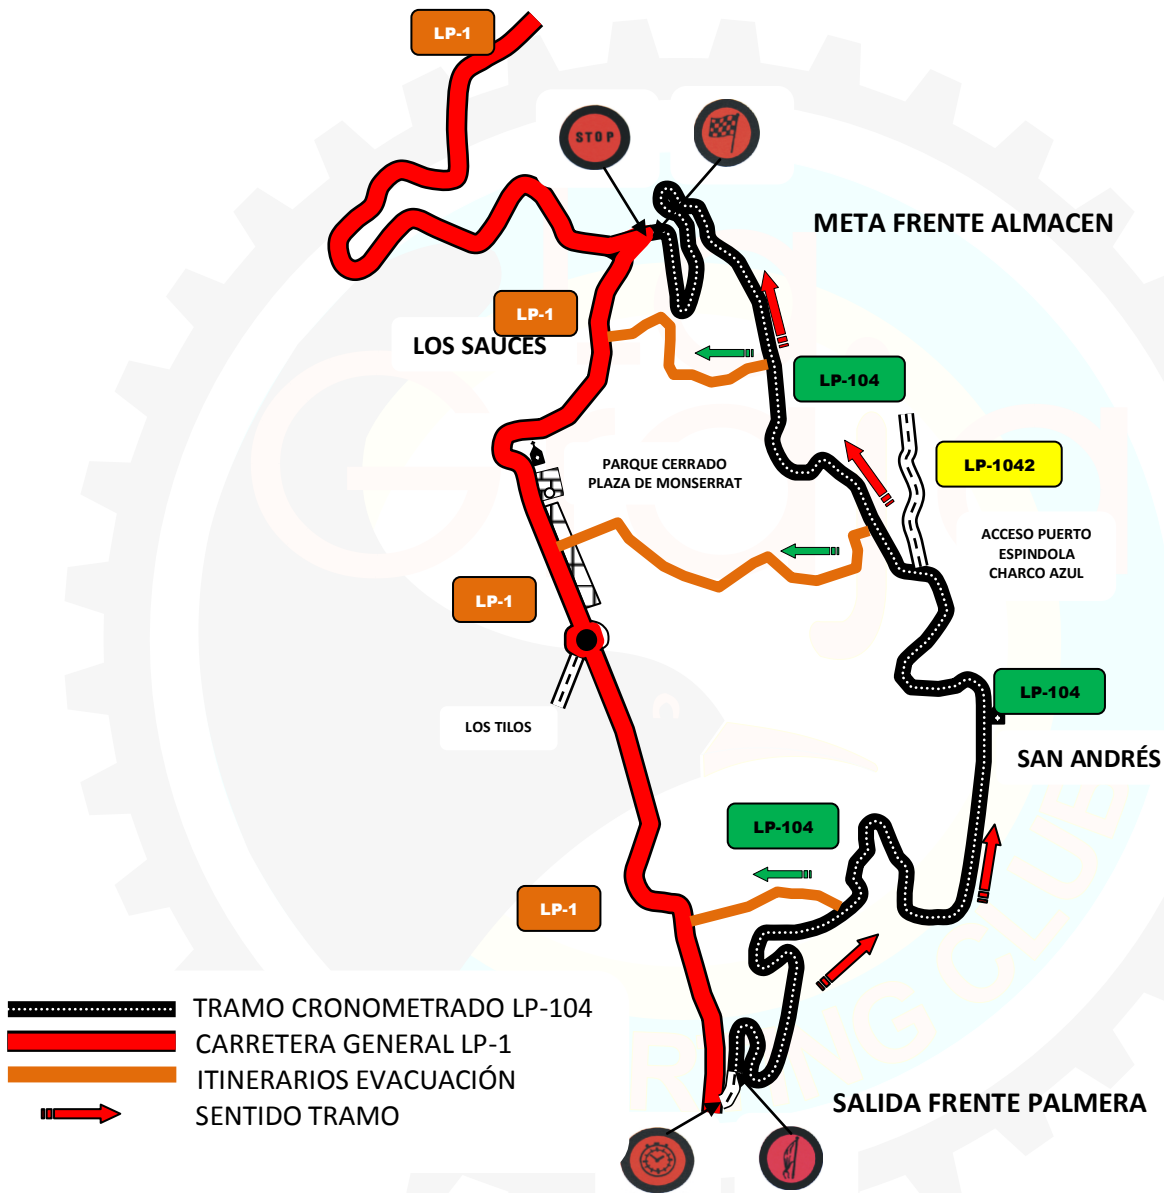 LP-1
STOP
META FRENTE ALMACEN
LP-1
LOS SAUCES
LP-104
PARQUE CERRADO
PLAZA DE MONSERRAT
LP-1042
ACCESO PUERTO
ESPINDOLA
CHARCO AZUL
LP-1
LP-104
LOS TILOS
SAN ANDRÉS
LP-104
LP-1
TRAMO CRONOMETRADO LP-104
CARRETERA GENERAL LP-1
ITINERARIOS EVACUACIÓN
SENTIDO TRAMO
SALIDA FRENTE PALMERA